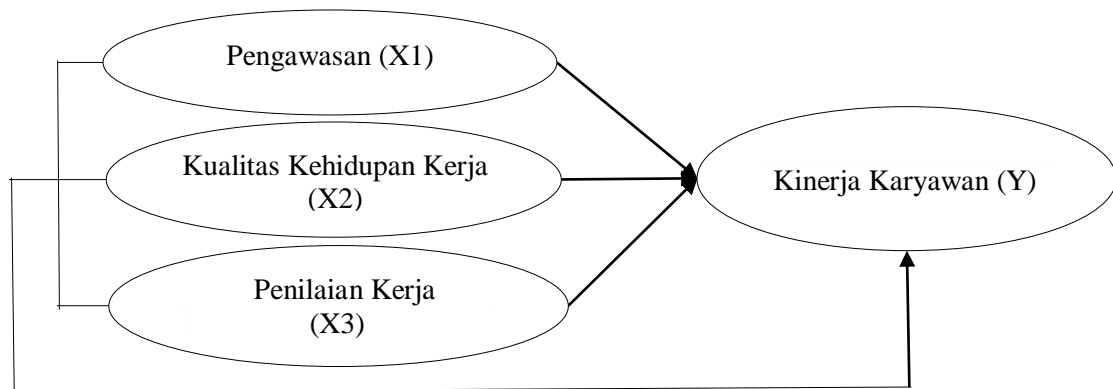 Pengawasan (X1)
Kualitas Kehidupan Kerja
(X2)
Kinerja Karyawan (Y)
Penilaian Kerja
(X3)